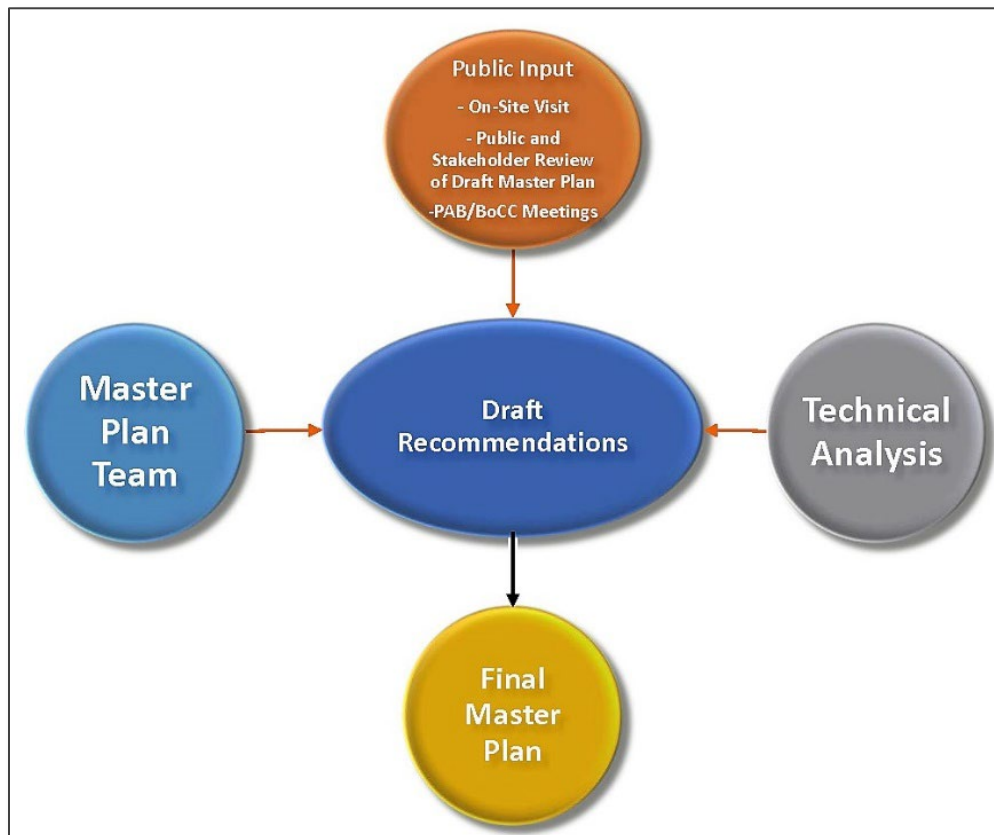 Public Input
- On-Site Visit
- Public and
Stakeholder Review
of Draft Master Plan
-PAB/BoCC Meetings
Master
Plan
Team
Draft
Recommendations
Technical
Analysis
Final
Master
Plan